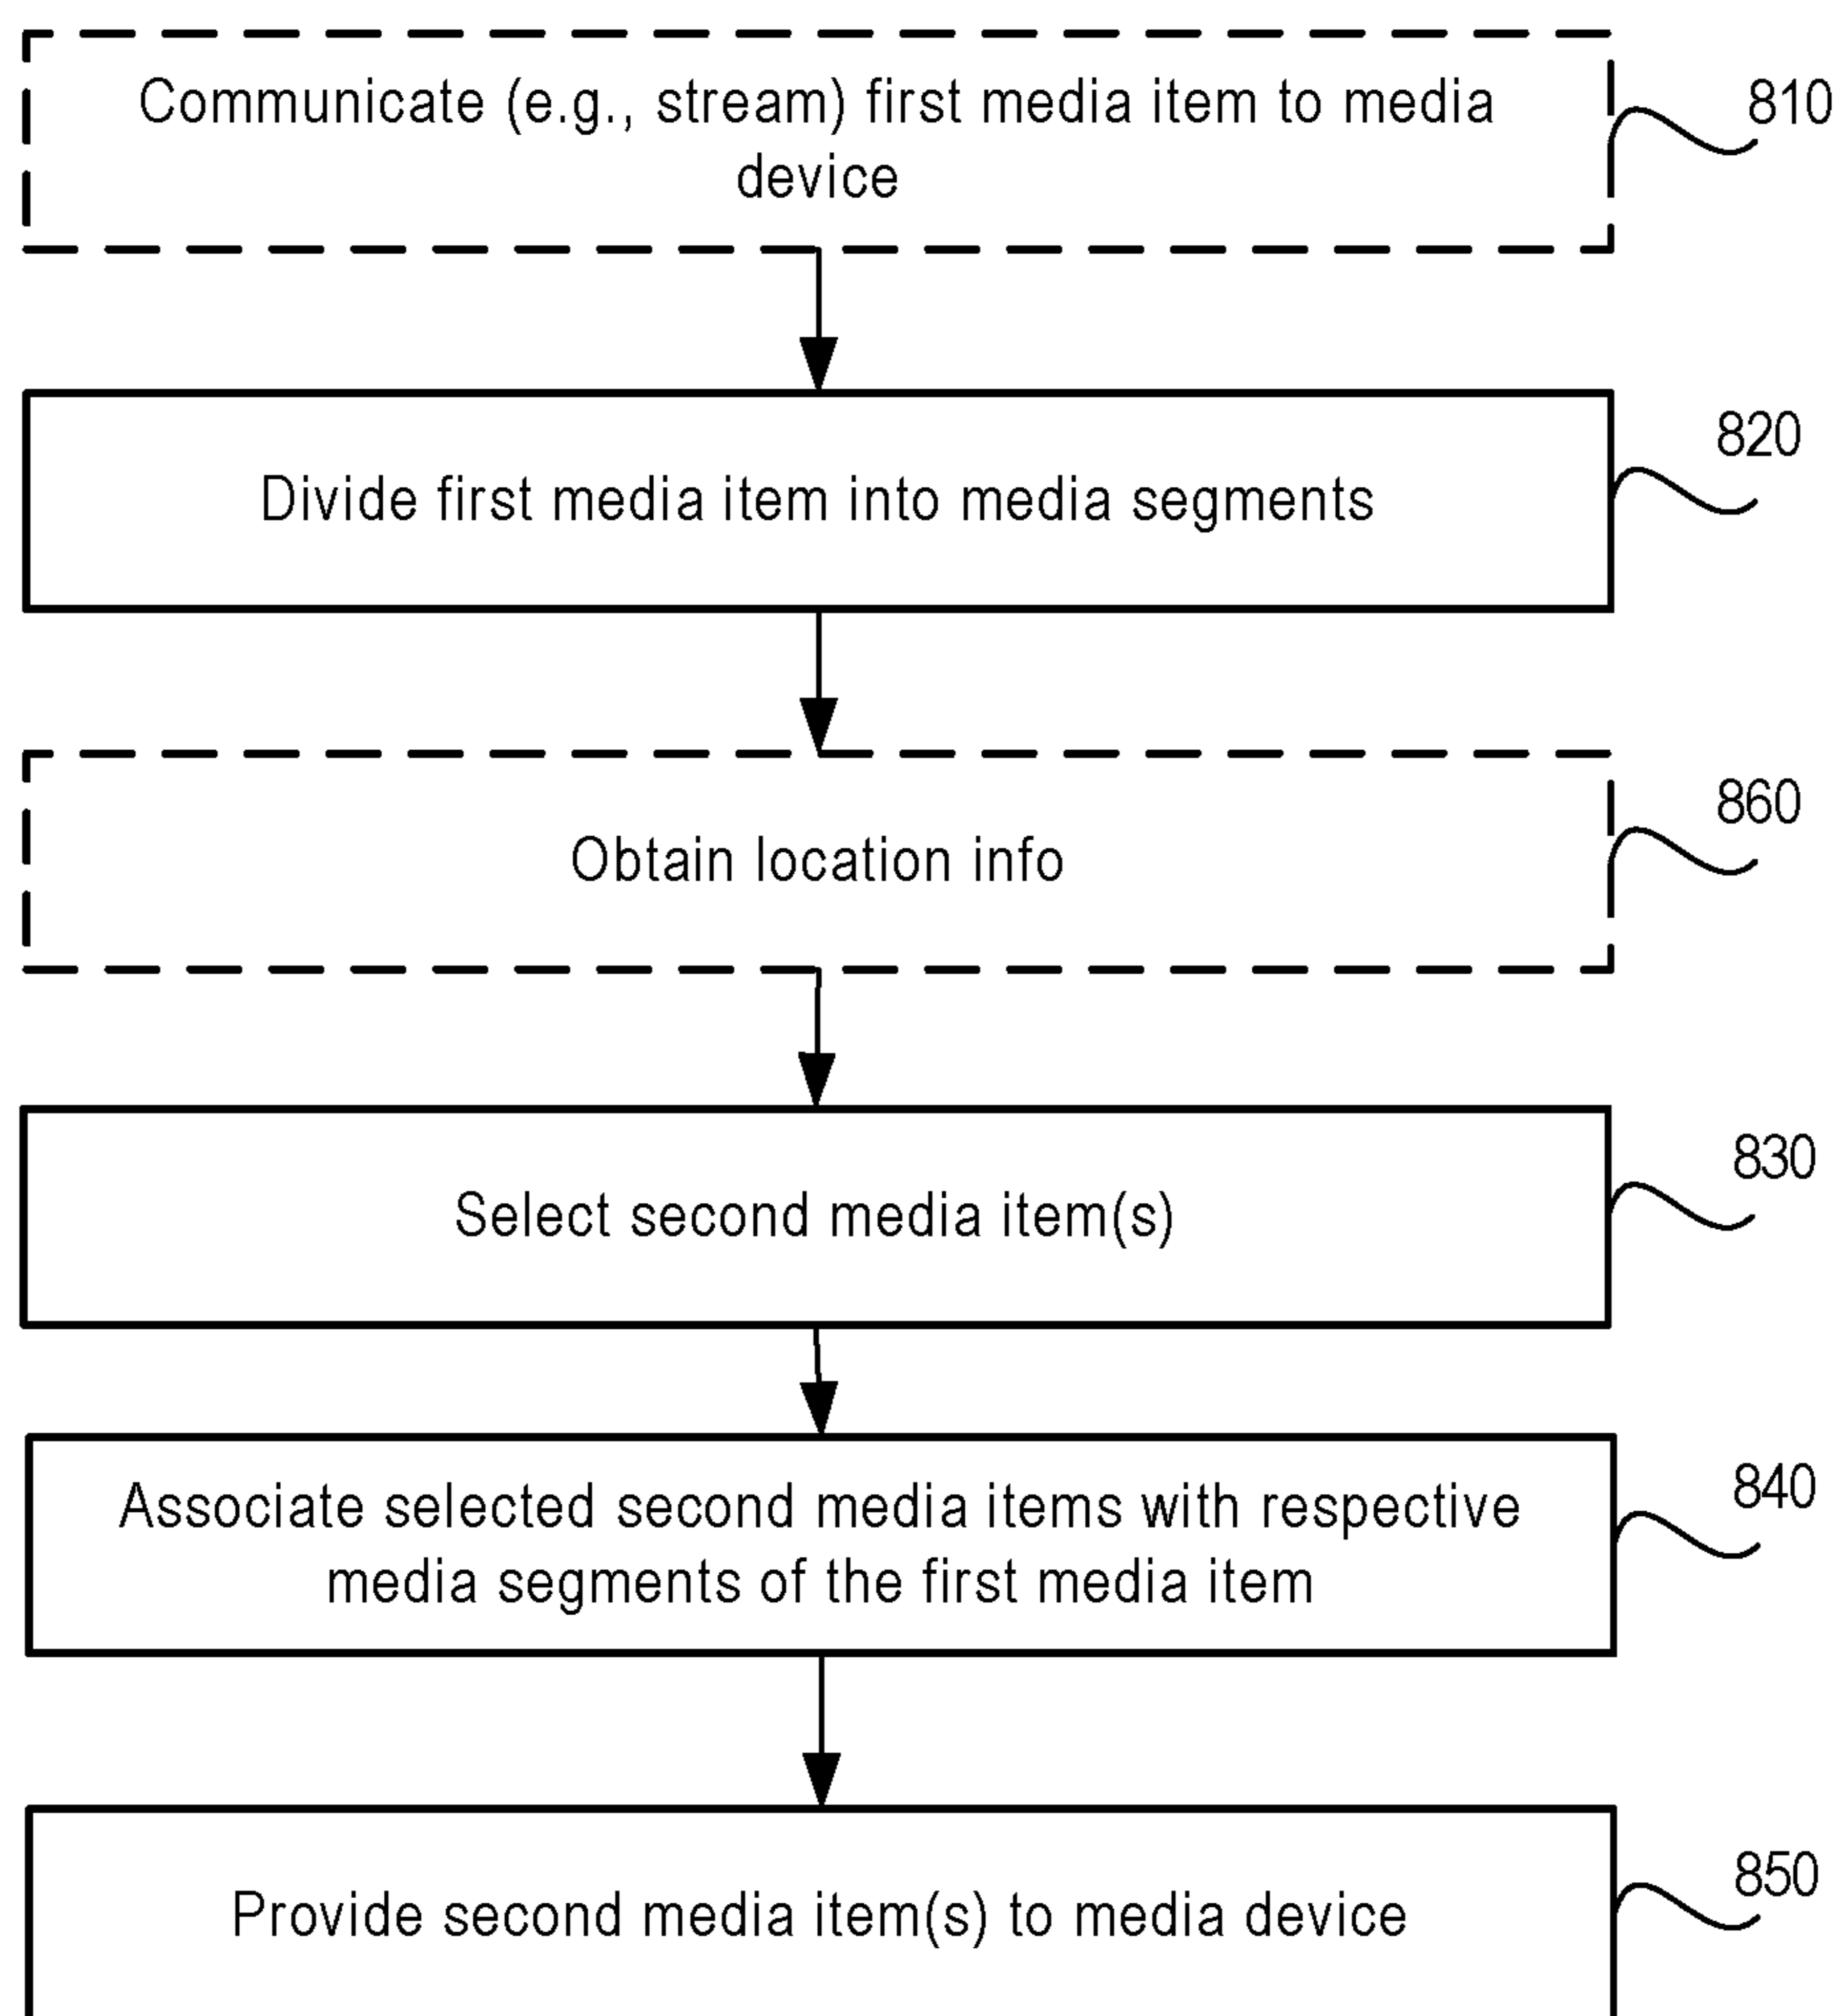 Communicate (e.g., stream) first media item to media
device
810
Divide first media item into media segments
820
Obtain location info
860
Select second media item(s)
830
Associate selected second media items with respective
media segments of the first media item
840
Provide second media item(s) to media device
850